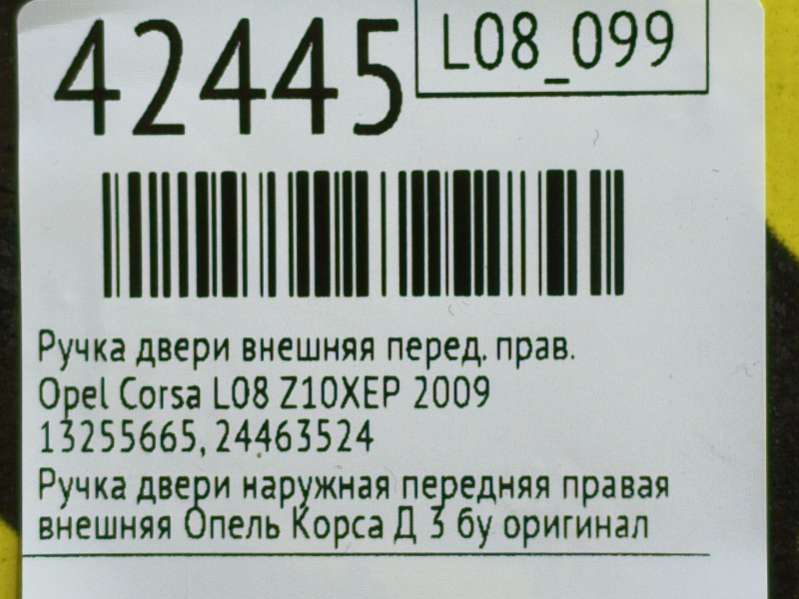 42445
L08_099
Ручка двери внешняя перед. прав.
Opel Corsa L08 Z10XEP 2009
13255665, 24463524
Ручка двери наружная передняя правая
внешняя Опель Корса Д 3 бу оригинал